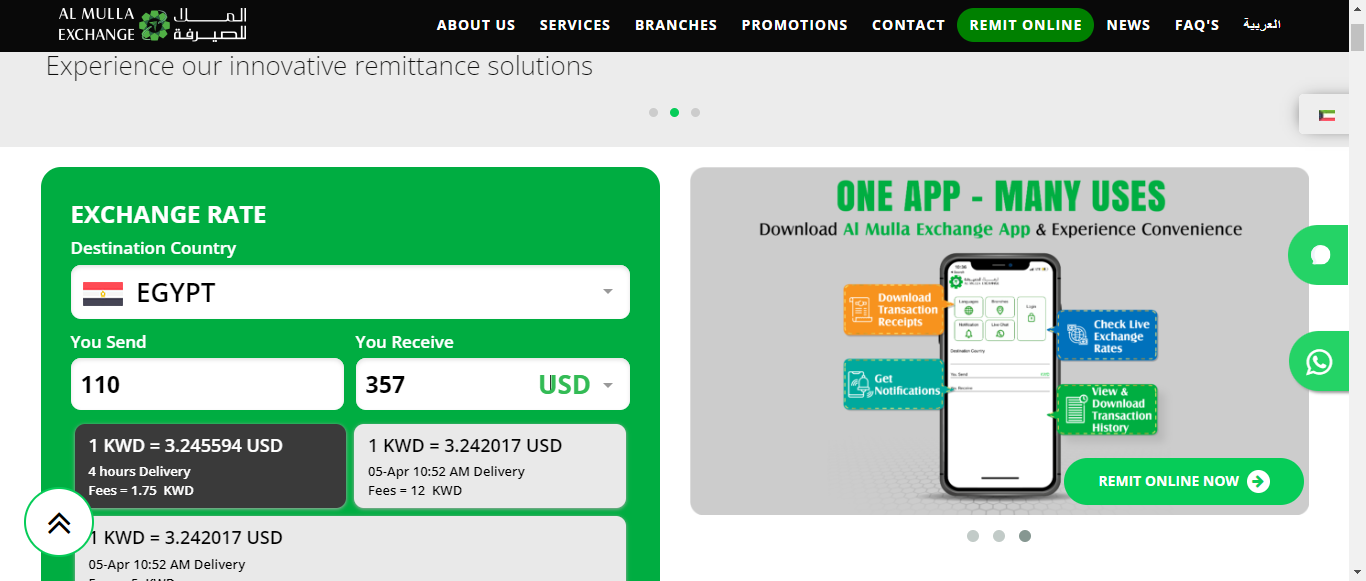 AL MULLA
EXCHANGE
الملا
للصيرفة
ABOUT US
SERVICES
BRANCHES
PROMOTIONS
CONTACT
REMIT ONLINE
NEWS
FAQ'S
العربية
Experience our innovative remittance solutions
EXCHANGE RATE
Destination Country
EGYPT
You Send
You Receive
110
357
USD
1 KWD = 3.245594 USD
4 hours Delivery
Fees = 1.75 KWD
1 KWD = 3.242017 USD
05-Apr 10:52 AM Delivery
Fees = 12 KWD
1 KWD = 3.242017 USD
05-Apr 10:52 AM Delivery
ONE APP - MANY USES
Download Al Mulla Exchange App & Experience Convenience
Download
Transaction
Receipts
Get
Notifications
Languages
Branches
Login
Notification
Live Chat
Destination Country
You Send
You Receive
Check Live
Exchange
Rates
View &
Download
Transaction
History
REMIT ONLINE NOW